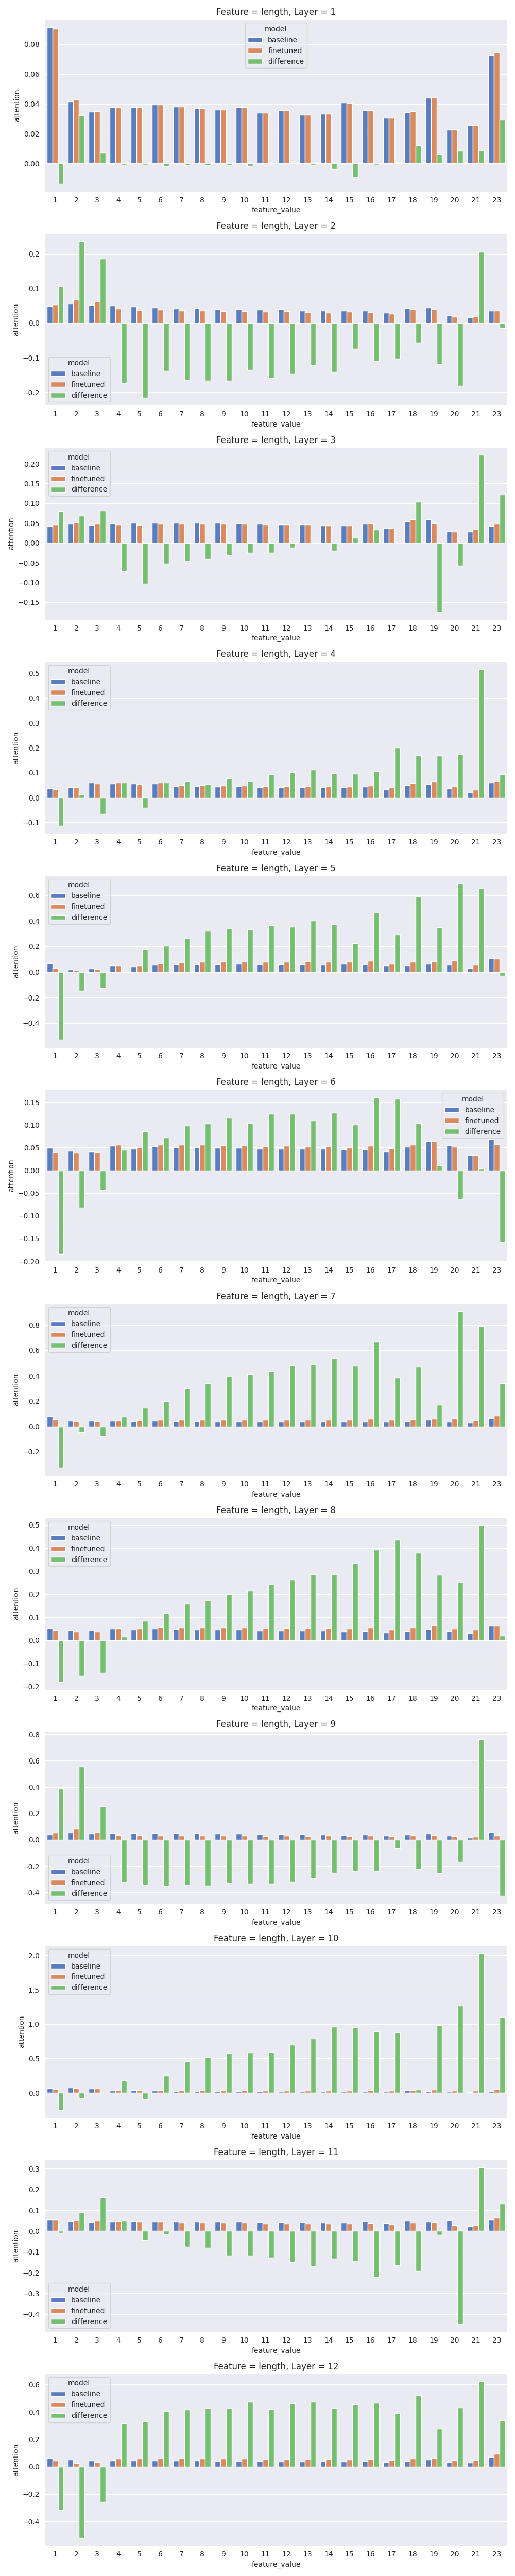 Feature = length, Layer = 1
model
baseline
finetuned
difference
0.08
0.06
0.04
0.02
0.00
attention
1 2 3 4 5 6 7 8 9 10 11 12 13 14 15 16 17 18 19 20 21 23
feature_value
Feature = length, Layer = 2
0.2
0.1
0.0
−0.1
−0.2
attention
model
baseline
finetuned
difference
1 2 3 4 5 6 7 8 9 10 11 12 13 14 15 16 17 18 19 20 21 23
feature_value
Feature = length, Layer = 3
model
baseline
finetuned
difference
0.20
0.15
0.10
0.05
0.00
−0.05
−0.10
−0.15
attention
1 2 3 4 5 6 7 8 9 10 11 12 13 14 15 16 17 18 19 20 21 23
feature_value
Feature = length, Layer = 4
model
baseline
finetuned
difference
0.5
0.4
0.3
0.2
0.1
0.0
−0.1
attention
1 2 3 4 5 6 7 8 9 10 11 12 13 14 15 16 17 18 19 20 21 23
feature_value
Feature = length, Layer = 5
model
baseline
finetuned
difference
0.6
0.4
0.2
0.0
−0.2
−0.4
attention
1 2 3 4 5 6 7 8 9 10 11 12 13 14 15 16 17 18 19 20 21 23
feature_value
Feature = length, Layer = 6
model
baseline
finetuned
difference
0.15
0.10
0.05
0.00
−0.05
−0.10
−0.15
−0.20
attention
1 2 3 4 5 6 7 8 9 10 11 12 13 14 15 16 17 18 19 20 21 23
feature_value
Feature = length, Layer = 7
model
baseline
finetuned
difference
0.8
0.6
0.4
0.2
0.0
−0.2
attention
1 2 3 4 5 6 7 8 9 10 11 12 13 14 15 16 17 18 19 20 21 23
feature_value
Feature = length, Layer = 8
model
baseline
finetuned
difference
0.5
0.4
0.3
0.2
0.1
0.0
−0.1
−0.2
attention
1 2 3 4 5 6 7 8 9 10 11 12 13 14 15 16 17 18 19 20 21 23
feature_value
Feature = length, Layer = 9
0.8
0.6
0.4
0.2
0.0
−0.2
−0.4
attention
model
baseline
finetuned
difference
1 2 3 4 5 6 7 8 9 10 11 12 13 14 15 16 17 18 19 20 21 23
feature_value
Feature = length, Layer = 10
model
baseline
finetuned
difference
2.0
1.5
1.0
0.5
0.0
attention
1 2 3 4 5 6 7 8 9 10 11 12 13 14 15 16 17 18 19 20 21 23
feature_value
Feature = length, Layer = 11
0.3
0.2
0.1
0.0
−0.1
−0.2
−0.3
−0.4
attention
model
baseline
finetuned
difference
1 2 3 4 5 6 7 8 9 10 11 12 13 14 15 16 17 18 19 20 21 23
feature_value
Feature = length, Layer = 12
model
baseline
finetuned
difference
0.6
0.4
0.2
0.0
−0.2
−0.4
attention
1 2 3 4 5 6 7 8 9 10 11 12 13 14 15 16 17 18 19 20 21 23
feature_value